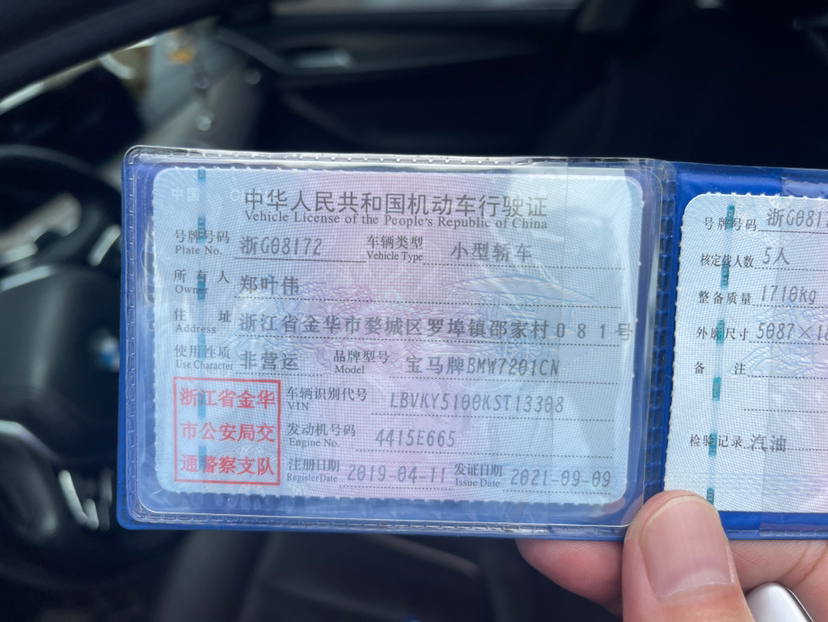 中华人民共和国机动车行驶证
Vehicle License of the People's Republic of China
号牌号码 Plate No. 浙G08172 车辆类型 Vehicle Type 小型轿车
所有人 Owner 郑叶伟
住址 Address 浙江省金华市婺城区罗埠镇邵家村081号
使用性质 Use Character 非营运 品牌型号 Model 宝马牌BMW7201CN
浙江省金华
市公安局交
通警察支队
车辆识别代号 VIN LBVKY5100KST13308
发动机号码 Engine No. 4415E665
注册日期 Register Date 2019-04-11 发证日期 Issue Date 2021-09-09
号牌号码 浙G081
核定载人数 5人
整备质量 1710kg
外廓尺寸 5087×18
备注
检验记录 汽油